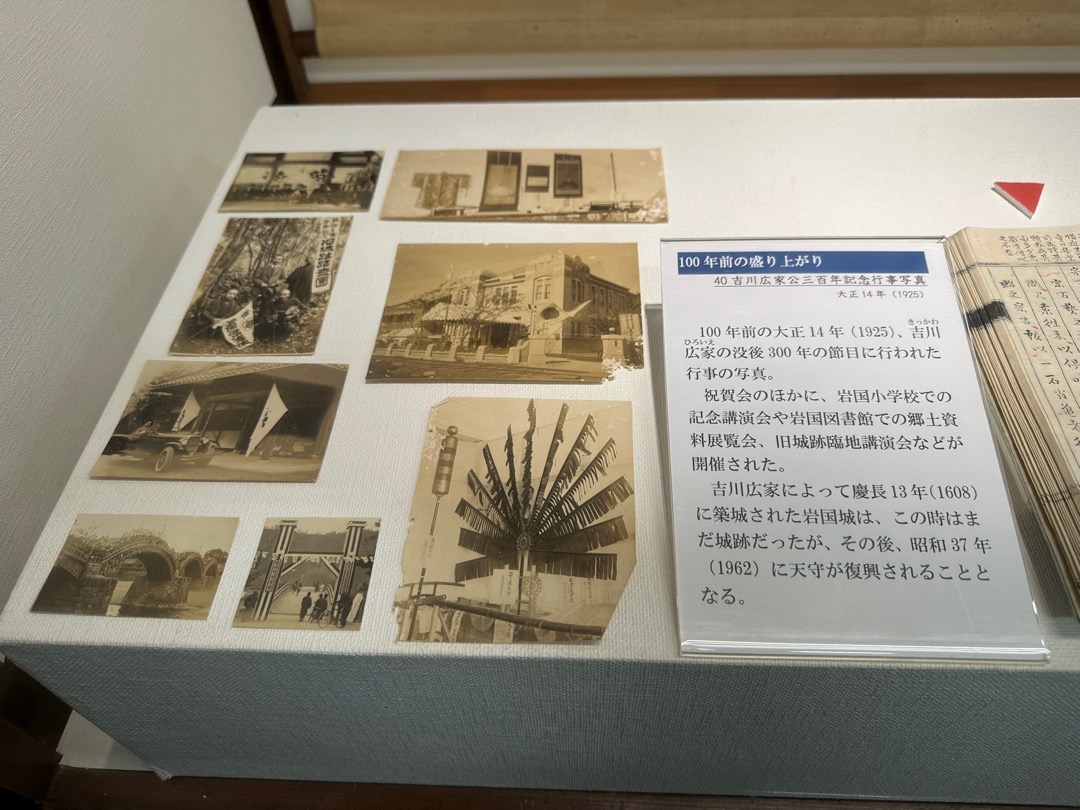 100年前の盛り上がり
40 吉川広家公三百年記念行事写真
大正14年（1925）
100年前の大正14年（1925）、吉川
きっかわ
広家の没後300年の節目に行われた
ひろいえ
行事の写真。
祝賀会のほかに、岩国小学校での
記念講演会や岩国図書館での郷土資
料展覧会、旧城跡臨地講演会などが
開催された。
吉川広家によって慶長13年（1608）
に築城された岩国城は、この時はま
だ城跡だったが、その後、昭和37年
（1962）に天守が復興されることと
なる。